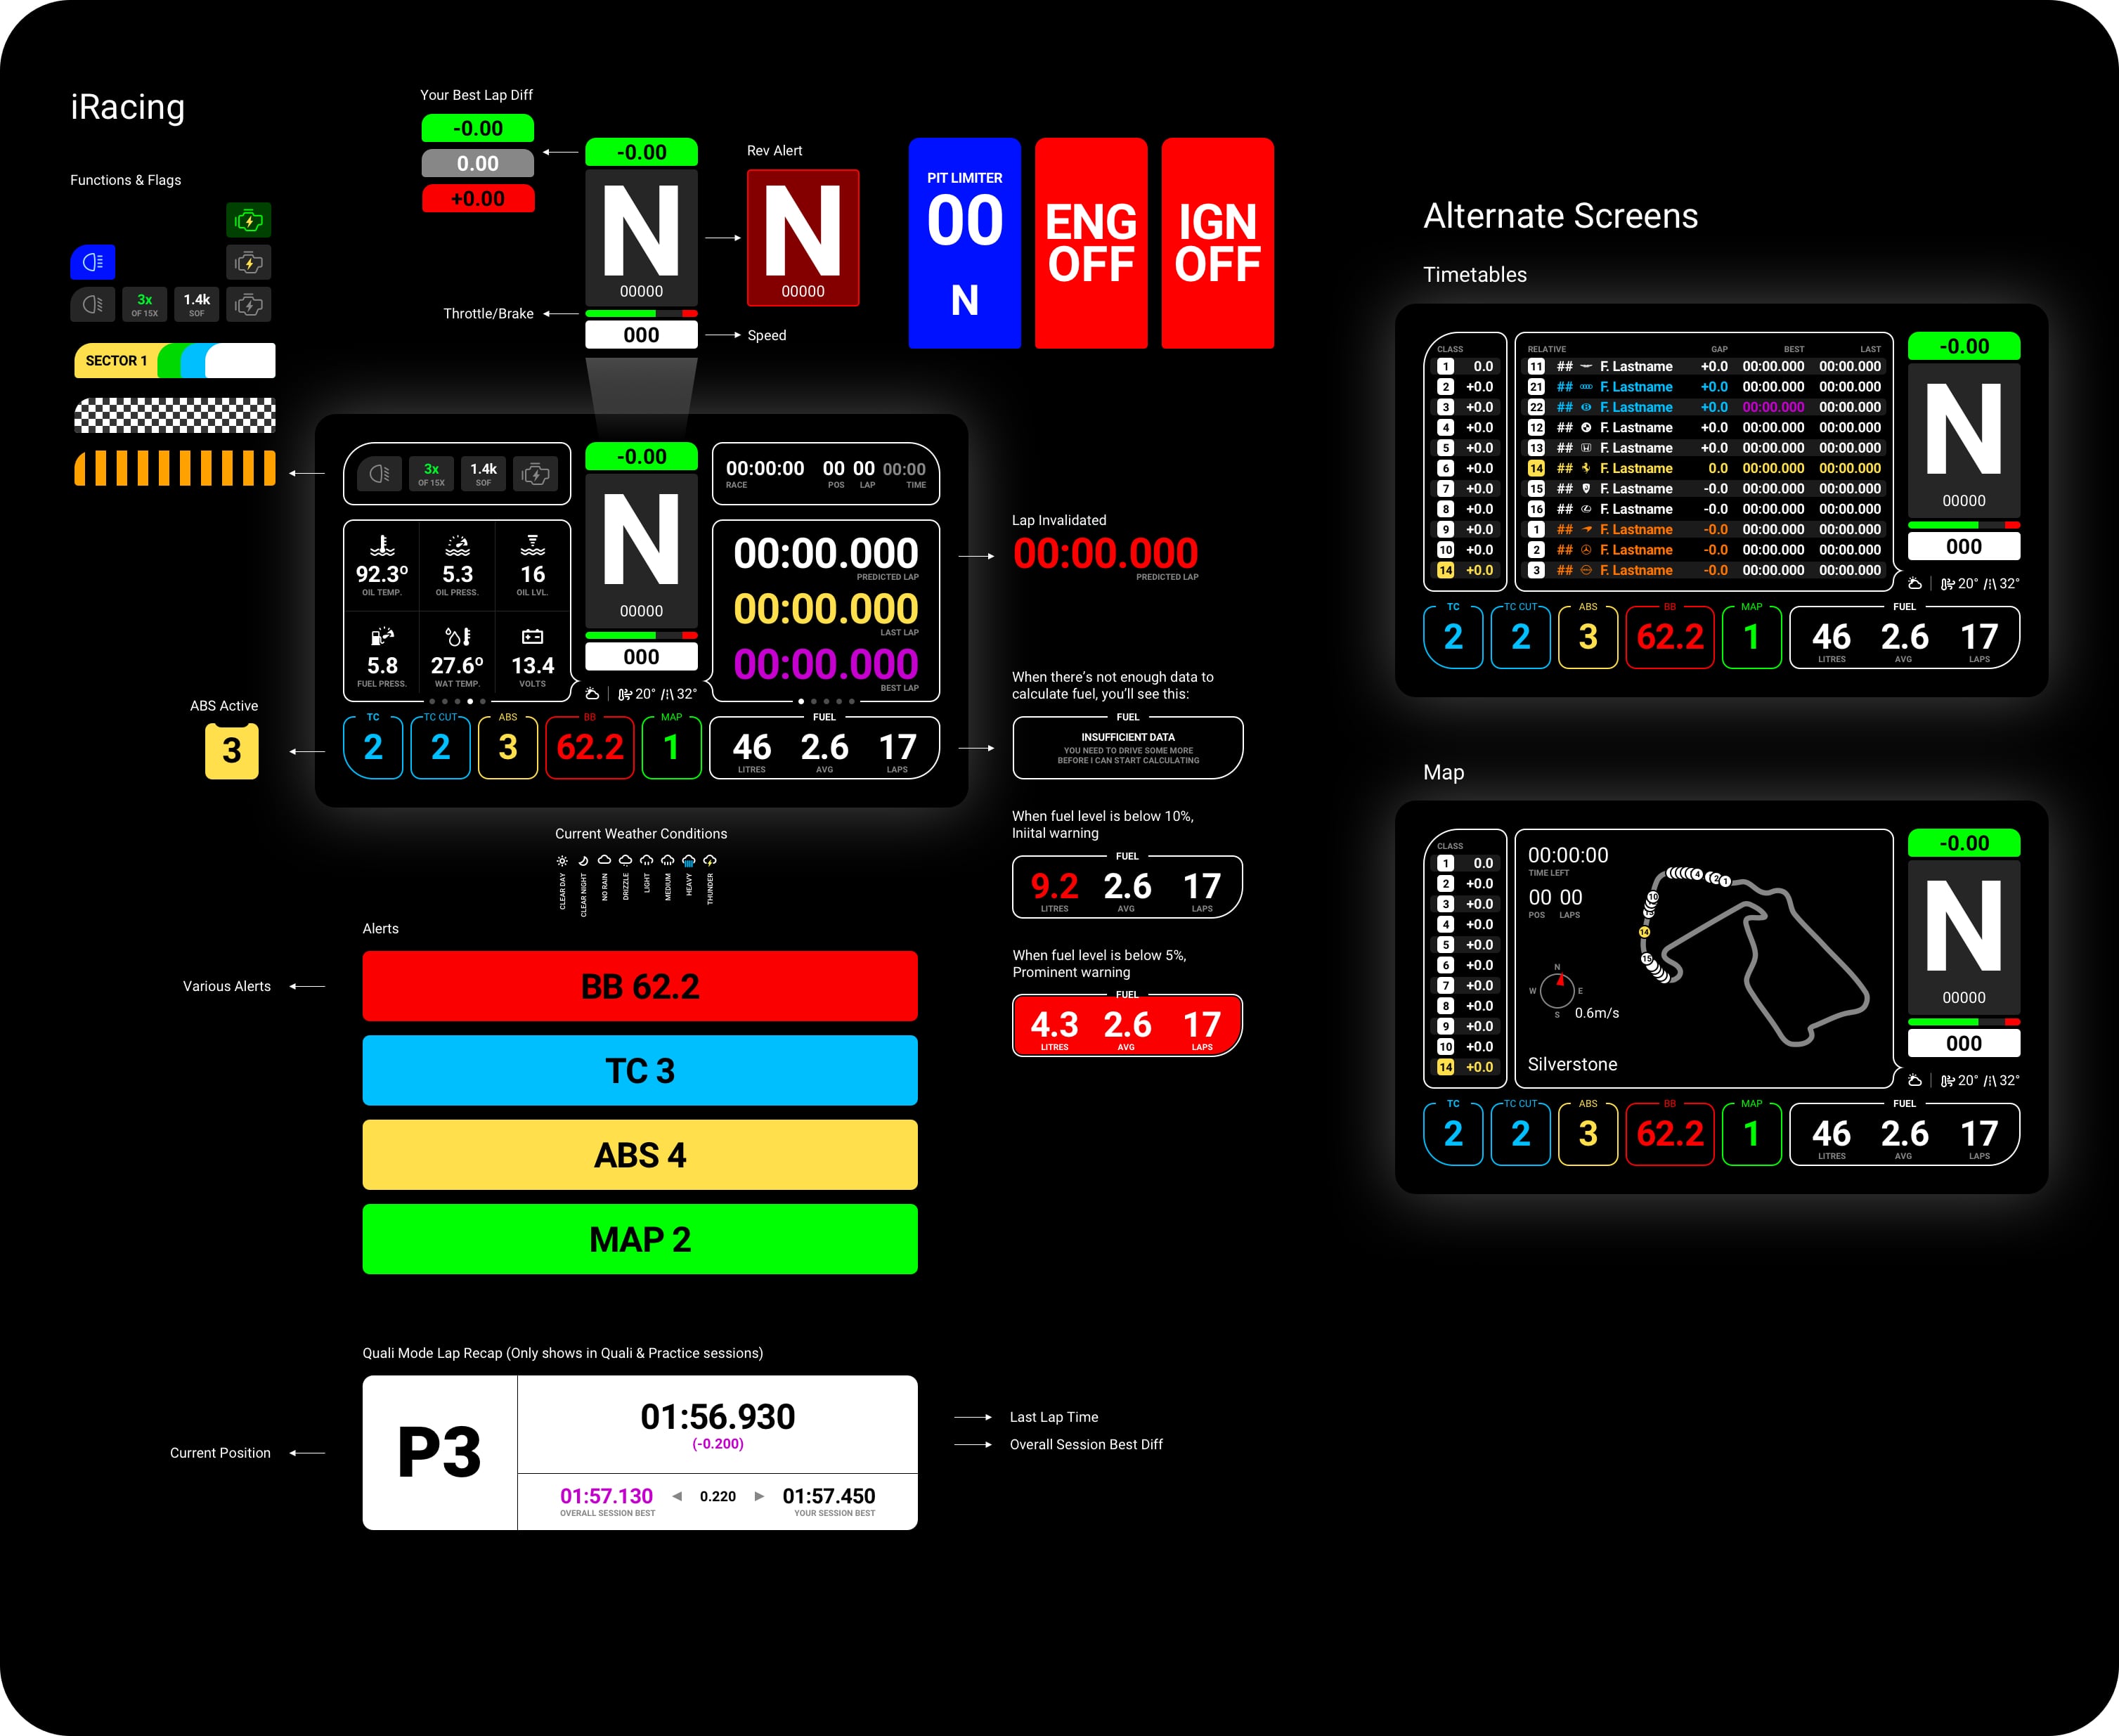 iRacing
Functions & Flags
3x
OF 15X
1.4k
SOF
SECTOR 1
Your Best Lap Diff
-0.00
0.00
+0.00
-0.00
N
00000
Throttle/Brake
000
Speed
Rev Alert
N
00000
PIT LIMITER
00
N
ENG
OFF
IGN
OFF
3x
OF 15X
1.4k
SOF
-0.00
N
00000
000
00:00:00 00 00 00:00
RACE POS LAP TIME
92.3º 5.3 16
OIL TEMP. OIL PRESS. OIL LVL.
5.8 27.6º 13.4
FUEL PRESS. WAT TEMP. VOLTS
00:00.000
PREDICTED LAP
00:00.000
LAST LAP
00:00.000
BEST LAP
20° 32°
TC TC CUT ABS BB MAP FUEL
2 2 3 62.2 1 46 2.6 17
LITRES AVG LAPS
ABS Active
3
Lap Invalidated
00:00.000
PREDICTED LAP
When there's not enough data to
calculate fuel, you'll see this:
FUEL
INSUFFICIENT DATA
YOU NEED TO DRIVE SOME MORE
BEFORE I CAN START CALCULATING
When fuel level is below 10%,
Iniital warning
FUEL
9.2 2.6 17
LITRES AVG LAPS
When fuel level is below 5%,
Prominent warning
FUEL
4.3 2.6 17
LITRES AVG LAPS
Current Weather Conditions
CLEAR DAY
CLEAR NIGHT
NO RAIN
DRIZZLE
LIGHT
MEDIUM
HEAVY
THUNDER
Alerts
Various Alerts
BB 62.2
TC 3
ABS 4
MAP 2
Quali Mode Lap Recap (Only shows in Quali & Practice sessions)
Current Position
P3
01:56.930
(-0.200)
01:57.130 0.220 01:57.450
OVERALL SESSION BEST YOUR SESSION BEST
Last Lap Time
Overall Session Best Diff
Alternate Screens
Timetables
CLASS
1 0.0
2 +0.0
3 +0.0
4 +0.0
5 +0.0
6 +0.0
7 +0.0
8 +0.0
9 +0.0
10 +0.0
14 +0.0
RELATIVE GAP BEST LAST
11 ## F. Lastname +0.0 00:00.000 00:00.000
21 ## F. Lastname +0.0 00:00.000 00:00.000
22 ## F. Lastname +0.0 00:00.000 00:00.000
12 ## F. Lastname +0.0 00:00.000 00:00.000
13 ## F. Lastname +0.0 00:00.000 00:00.000
14 ## F. Lastname 0.0 00:00.000 00:00.000
15 ## F. Lastname -0.0 00:00.000 00:00.000
16 ## F. Lastname -0.0 00:00.000 00:00.000
1 ## F. Lastname -0.0 00:00.000 00:00.000
2 ## F. Lastname -0.0 00:00.000 00:00.000
3 ## F. Lastname -0.0 00:00.000 00:00.000
-0.00
N
00000
000
20° 32°
TC TC CUT ABS BB MAP FUEL
2 2 3 62.2 1 46 2.6 17
LITRES AVG LAPS
Map
CLASS
1 0.0
2 +0.0
3 +0.0
4 +0.0
5 +0.0
6 +0.0
7 +0.0
8 +0.0
9 +0.0
10 +0.0
14 +0.0
00:00:00
TIME LEFT
00 00
POS LAPS
4 2 1
10
14
15
N
W E
S
0.6m/s
Silverstone
-0.00
N
00000
000
20° 32°
TC TC CUT ABS BB MAP FUEL
2 2 3 62.2 1 46 2.6 17
LITRES AVG LAPS